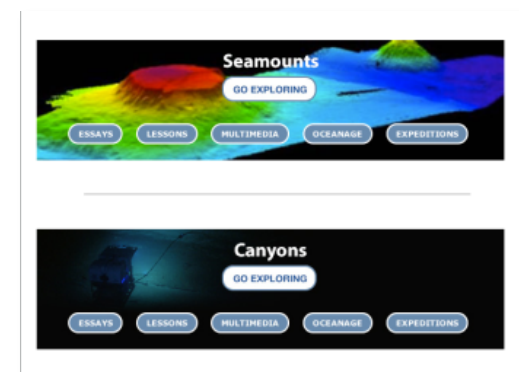 Seamounts
GO EXPLORING
ESSAYS LESSONS MULTIMEDIA OCEANAGE EXPEDITIONS
Canyons
GO EXPLORING
ESSAYS LESSONS MULTIMEDIA OCEANAGE EXPEDITIONS